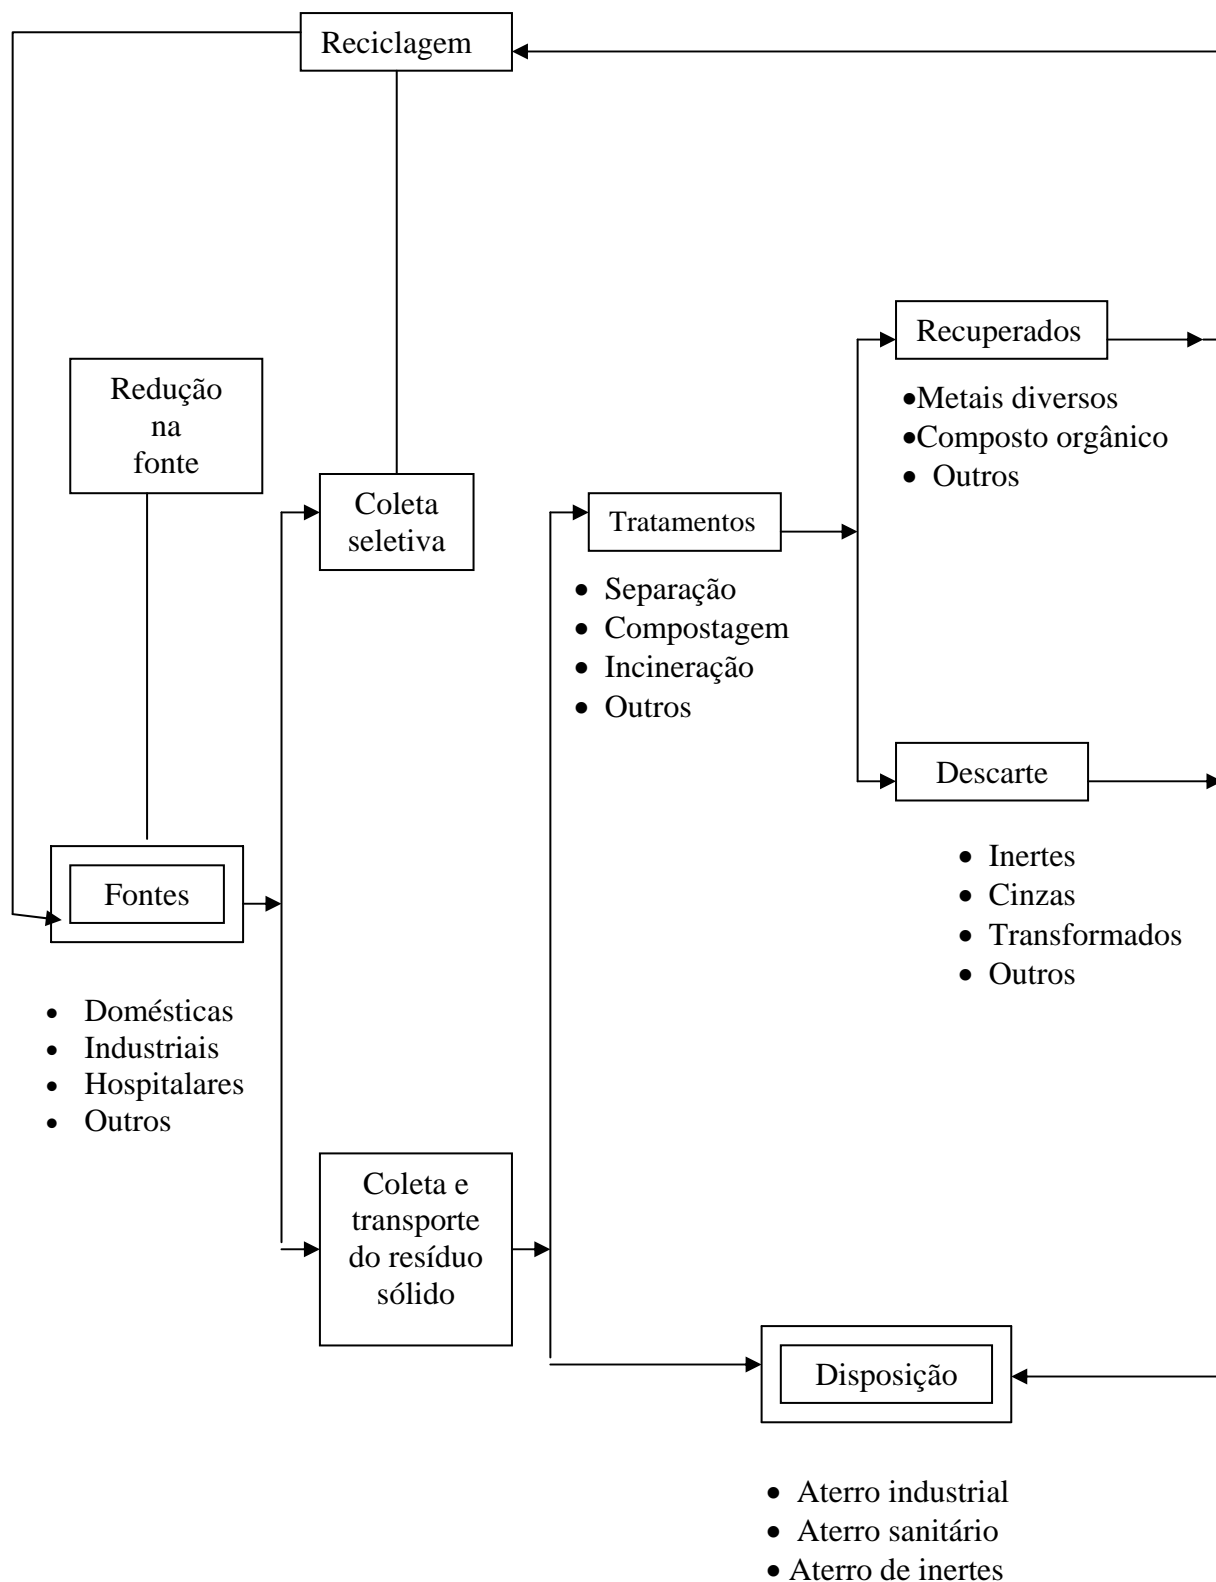 Reciclagem
Recuperados
•Metais diversos
•Composto orgânico
• Outros
Redução
na
fonte
Coleta
seletiva
Tratamentos
• Separação
• Compostagem
• Incineração
• Outros
Descarte
• Inertes
• Cinzas
• Transformados
• Outros
Fontes
• Domésticas
• Industriais
• Hospitalares
• Outros
Coleta e
transporte
do resíduo
sólido
Disposição
• Aterro industrial
• Aterro sanitário
• Aterro de inertes